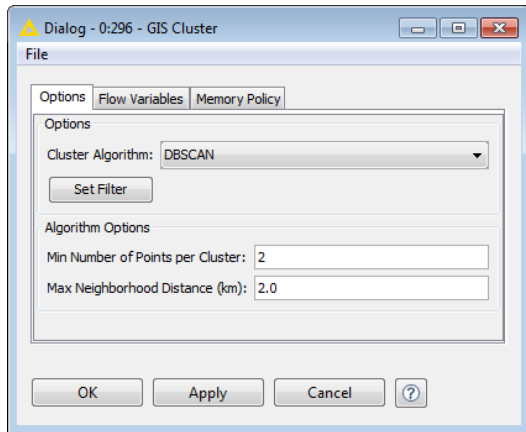 Dialog - 0:296 - GIS Cluster
File
Options Flow Variables Memory Policy
Options
Cluster Algorithm: DBSCAN
Set Filter
Algorithm Options
Min Number of Points per Cluster: 2
Max Neighborhood Distance (km): 2.0
OK Apply Cancel ?